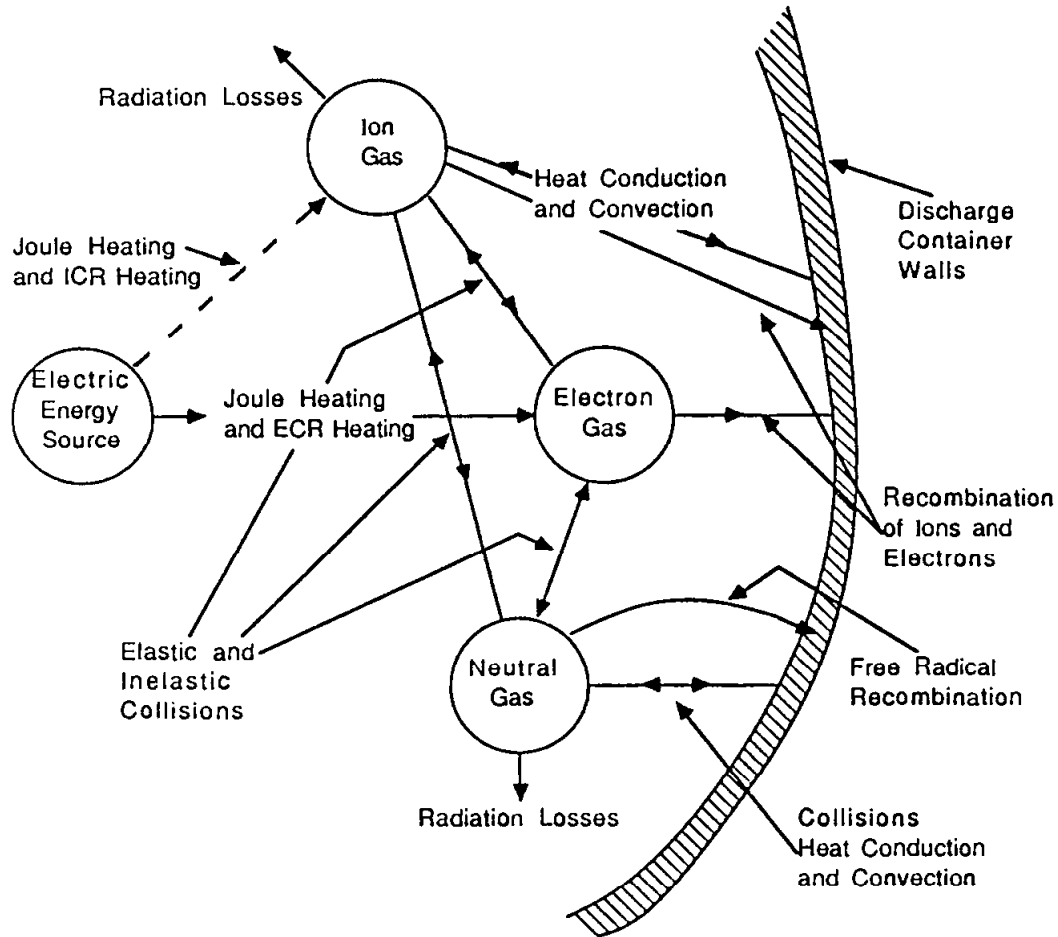 Radiation Losses
Ion
Gas
Heat Conduction
and Convection
Discharge
Container
Walls
Joule Heating
and ICR Heating
Electric
Energy
Source
Joule Heating
and ECR Heating
Electron
Gas
Recombination
of Ions and
Electrons
Elastic and
Inelastic
Collisions
Neutral
Gas
Free Radical
Recombination
Radiation Losses
Collisions
Heat Conduction
and Convection